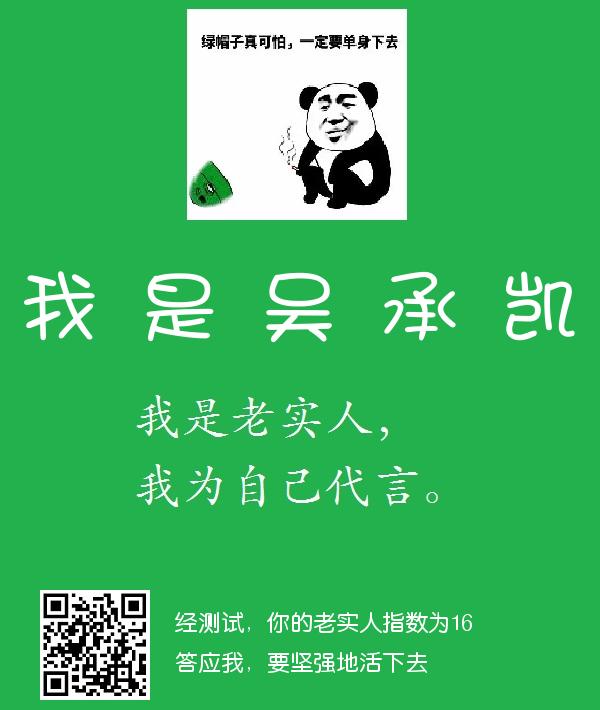 绿帽子真可怕，一定要单身下去
我是吴承凯
我是老实人，
我为自己代言。
经测试，你的老实人指数为16
答应我，要坚强地活下去